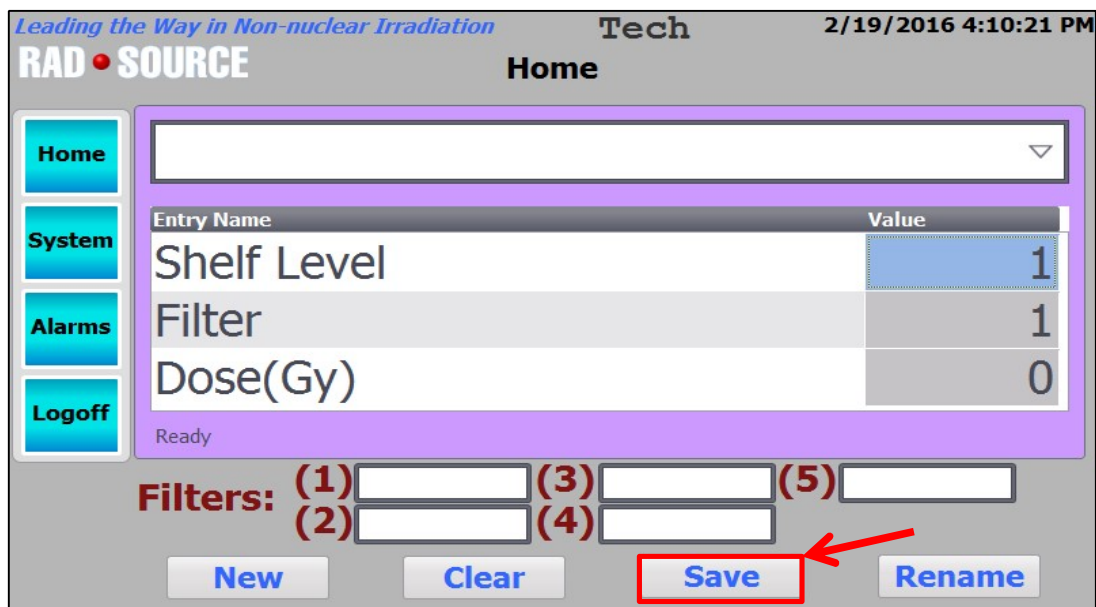 Leading the Way in Non-nuclear Irradiation Tech 2/19/2016 4:10:21 PM
RAD SOURCE Home
Home
System
Alarms
Logoff
Entry Name Value
Shelf Level 1
Filter 1
Dose(Gy) 0
Ready
Filters: (1) (3) (5)
(2) (4)
New Clear Save Rename